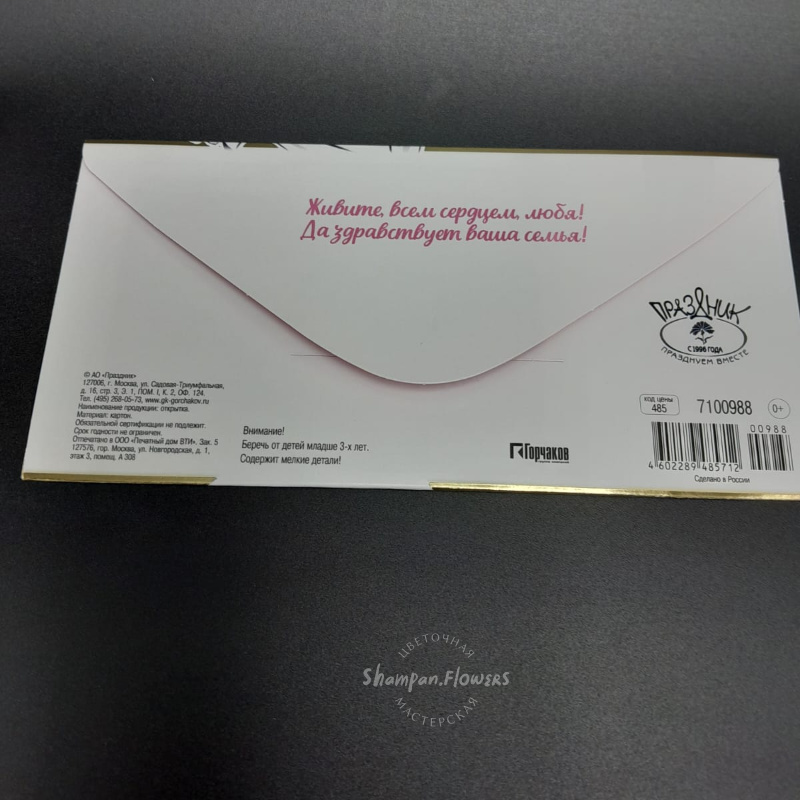 Живите, всем сердцем, любя!
Да здравствует ваша семья!
ПРАЗДНИК
С 1996 ГОДА
ПРАЗДНУЕМ ВМЕСТЕ
© АО «Праздник»
127006, г. Москва, ул. Садовая-Триумфальная,
д. 16, стр. 3, Э. 1, ПОМ. I, К. 2, ОФ. 124.
Тел. (495) 268-05-73, www.gk-gorchakov.ru
Наименование продукции: открытка.
Материал: картон.
Обязательной сертификации не подлежит.
Срок годности не ограничен.
Отпечатано в ООО «Печатный дом ВТИ». Зак. 5
127576, гор. Москва, ул. Новгородская, д. 1,
этаж 3, помещ. А 308
Внимание!
Беречь от детей младше 3-х лет.
Содержит мелкие детали!
Горчаков
код цены
485
7100988
0+
00988
4 602289 485712
Сделано в России
ЦВЕТОЧНАЯ
Shampan.Flowers
МАСТЕРСКАЯ